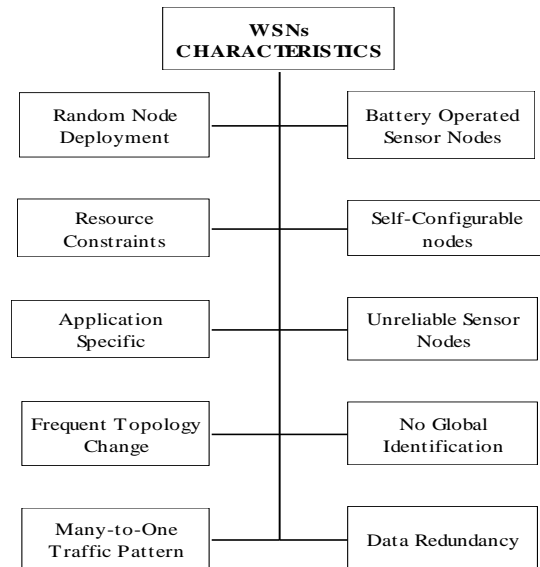 WSNs
CHARACTERISTICS
Random Node
Deployment
Battery Operated
Sensor Nodes
Resource
Constraints
Self-Configurable
nodes
Application
Specific
Unreliable Sensor
Nodes
Frequent Topology
Change
No Global
Identification
Many-to-One
Traffic Pattern
Data Redundancy